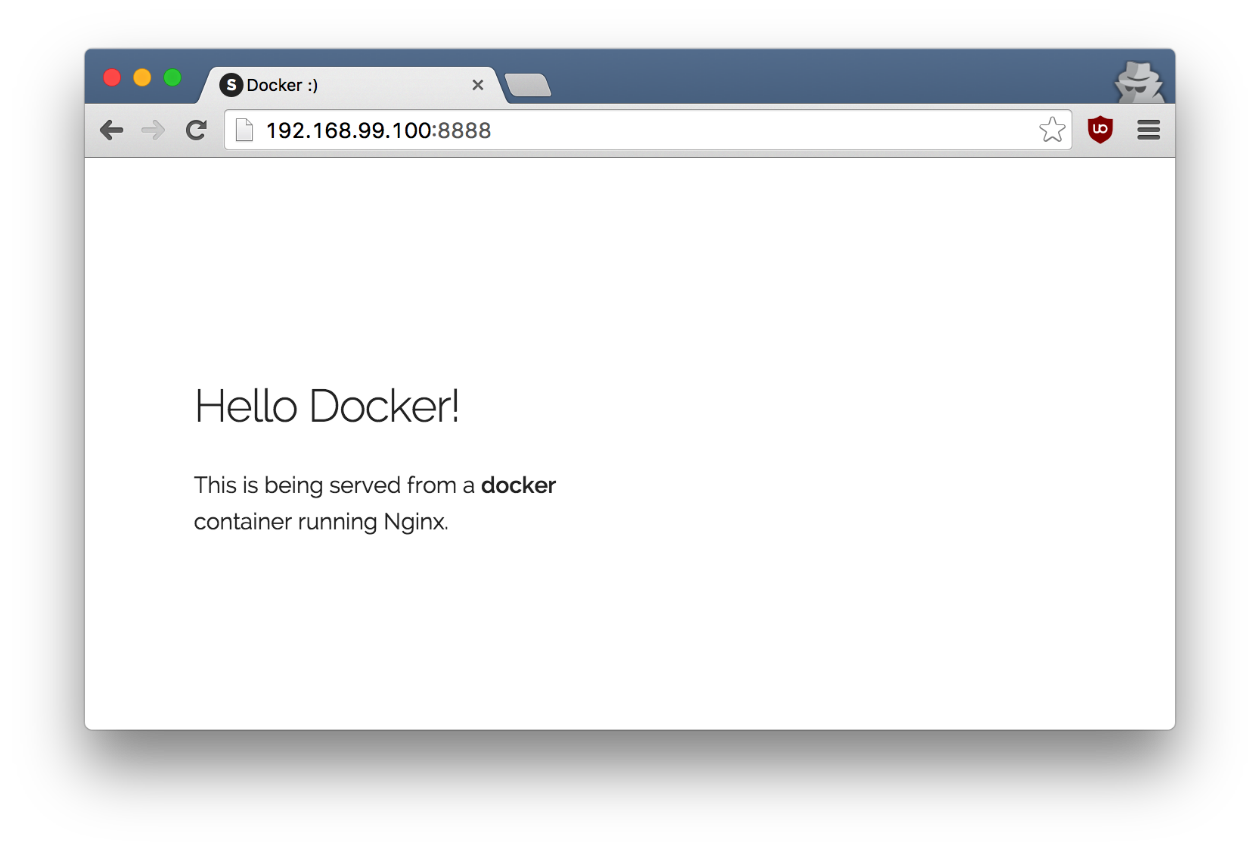 S Docker :)
192.168.99.100:8888
Hello Docker!
This is being served from a docker
container running Nginx.